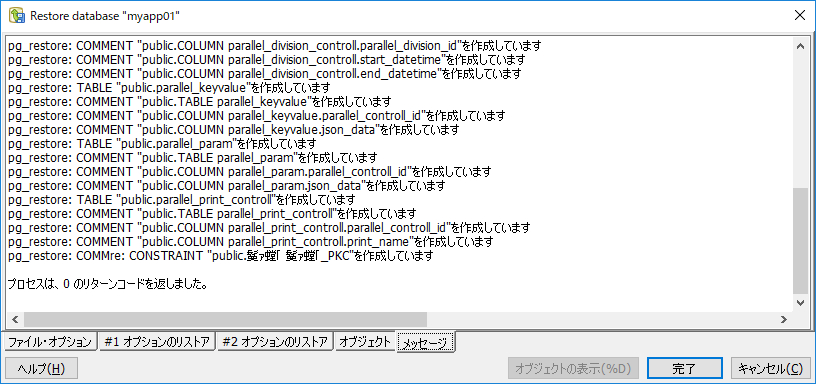 Restore database "myapp01"
pg_restore: COMMENT "public.COLUMN parallel_division_controll.parallel_division_id"を作成しています
pg_restore: COMMENT "public.COLUMN parallel_division_controll.start_datetime"を作成しています
pg_restore: COMMENT "public.COLUMN parallel_division_controll.end_datetime"を作成しています
pg_restore: TABLE "public.parallel_keyvalue"を作成しています
pg_restore: COMMENT "public.TABLE parallel_keyvalue"を作成しています
pg_restore: COMMENT "public.COLUMN parallel_keyvalue.parallel_controll_id"を作成しています
pg_restore: COMMENT "public.COLUMN parallel_keyvalue.json_data"を作成しています
pg_restore: TABLE "public.parallel_param"を作成しています
pg_restore: COMMENT "public.TABLE parallel_param"を作成しています
pg_restore: COMMENT "public.COLUMN parallel_param.parallel_controll_id"を作成しています
pg_restore: COMMENT "public.COLUMN parallel_param.json_data"を作成しています
pg_restore: TABLE "public.parallel_print_controll"を作成しています
pg_restore: COMMENT "public.TABLE parallel_print_controll"を作成しています
pg_restore: COMMENT "public.COLUMN parallel_print_controll.parallel_controll_id"を作成しています
pg_restore: COMMENT "public.COLUMN parallel_print_controll.print_name"を作成しています
pg_restore: COMMre: CONSTRAINT "public. _PKC"を作成しています
プロセスは、0 のリターンコードを返しました。
ファイル・オプション #1 オプションのリストア #2 オプションのリストア オブジェクト メッセージ
ヘルプ(H) オブジェクトの表示(%D) 完了 キャンセル(C)